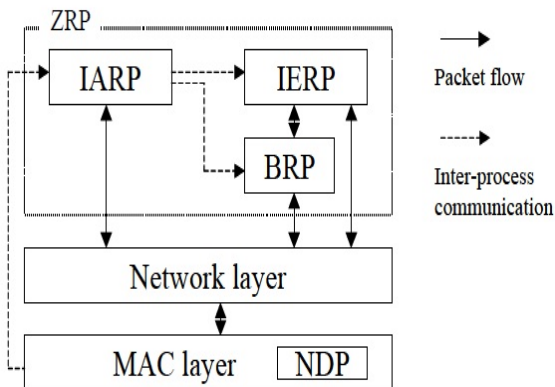 ZRP
IARP
IERP
BRP
Network layer
MAC layer
NDP
Packet flow
Inter-process
communication